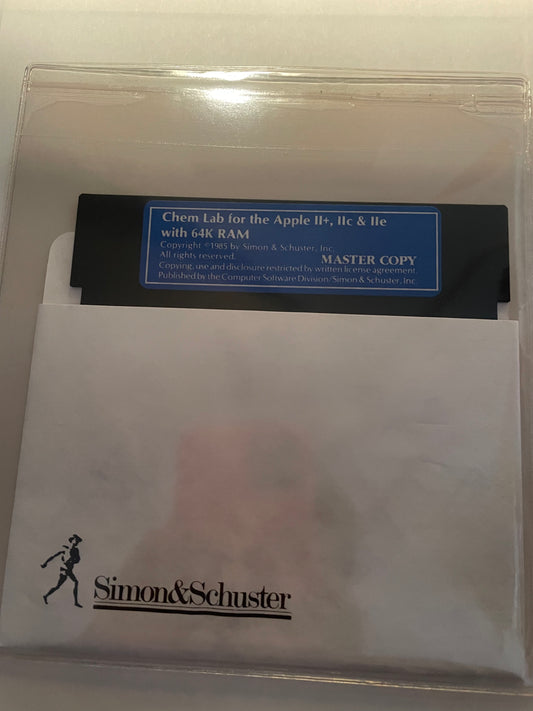 Chem Lab for the Apple II+, IIc & IIe
with 64K RAM
Copyright ©1985 by Simon & Schuster, Inc.
All rights reserved. MASTER COPY
Copying, use and disclosure restricted by written license agreement.
Published by the Computer Software Division/Simon & Schuster, Inc.
Simon&Schuster